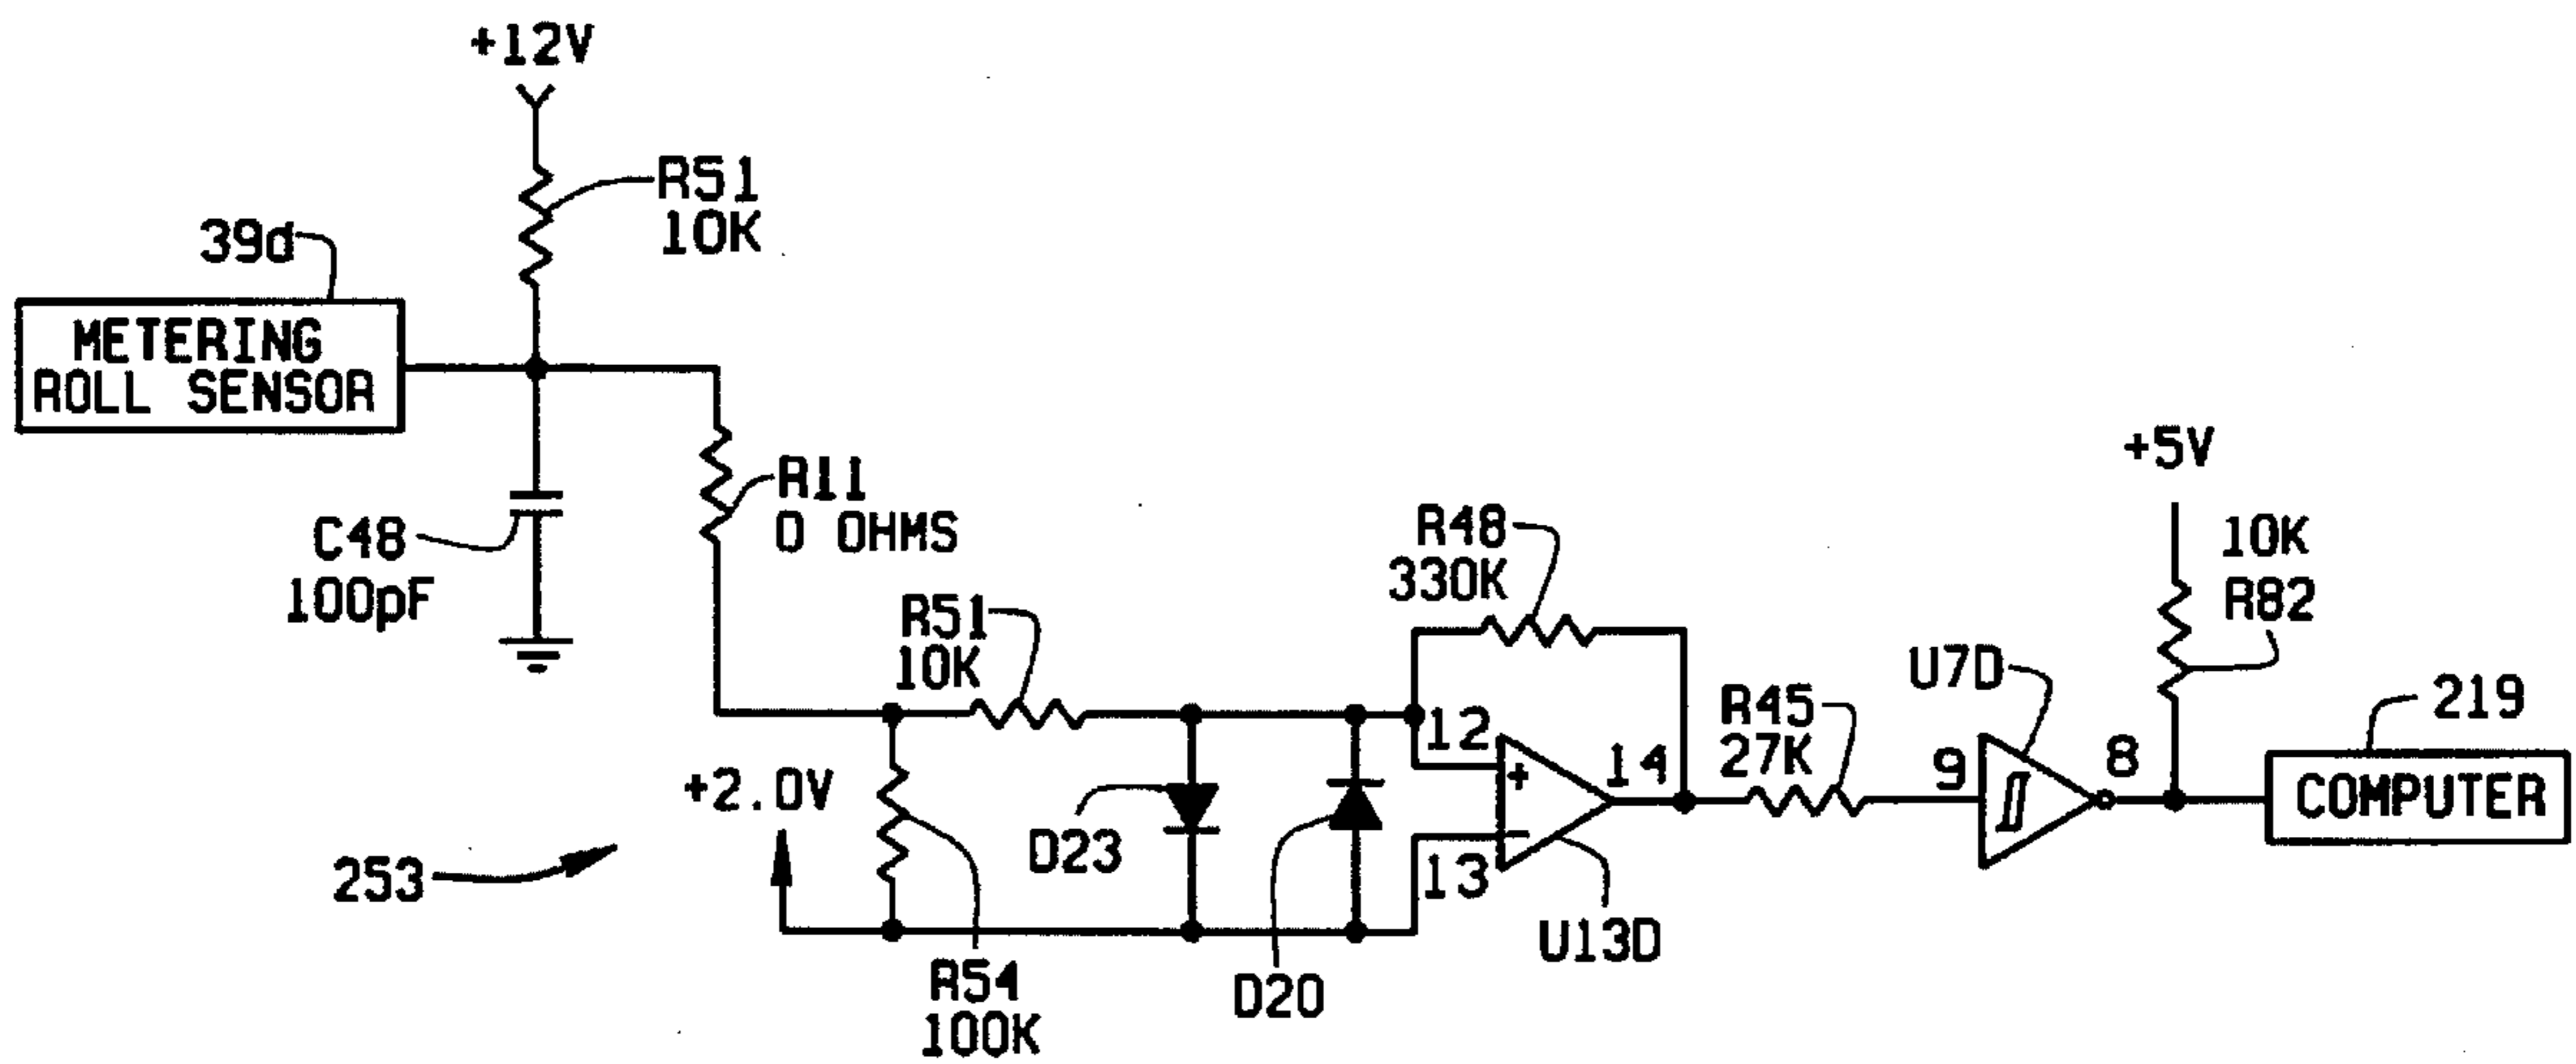 +12V
R51
10K
39d
METERING
ROLL SENSOR
C48
100pF
R11
0 OHMS
+5V
10K
R82
R48
330K
R51
10K
U7D
219
R45
27K
12
+
14
9
8
COMPUTER
+2.0V
D23
13
−
253
U13D
R54
100K
D20